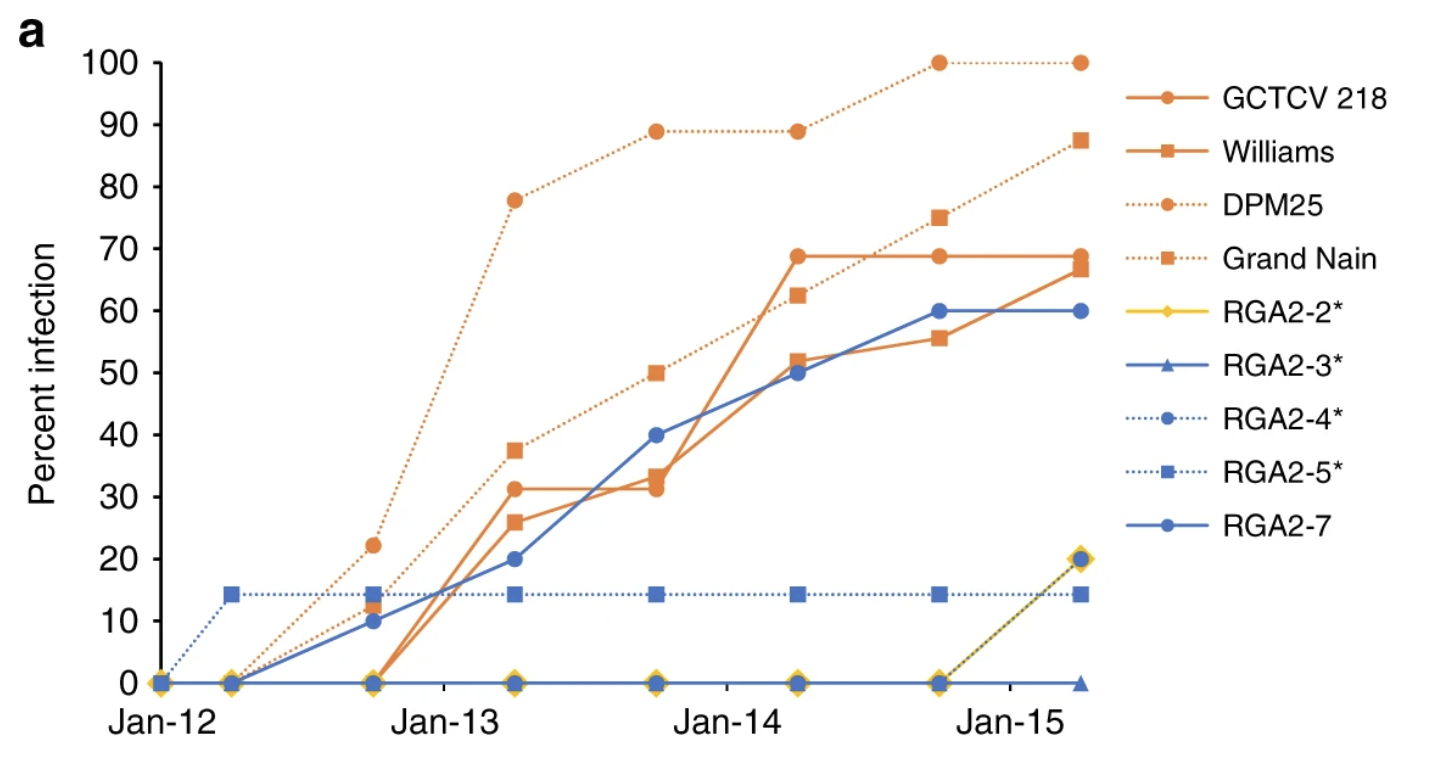 a
100
90
80
70
60
50
40
30
20
10
0
Percent infection
Jan-12 Jan-13 Jan-14 Jan-15
GCTCV 218
Williams
DPM25
Grand Nain
RGA2-2*
RGA2-3*
RGA2-4*
RGA2-5*
RGA2-7